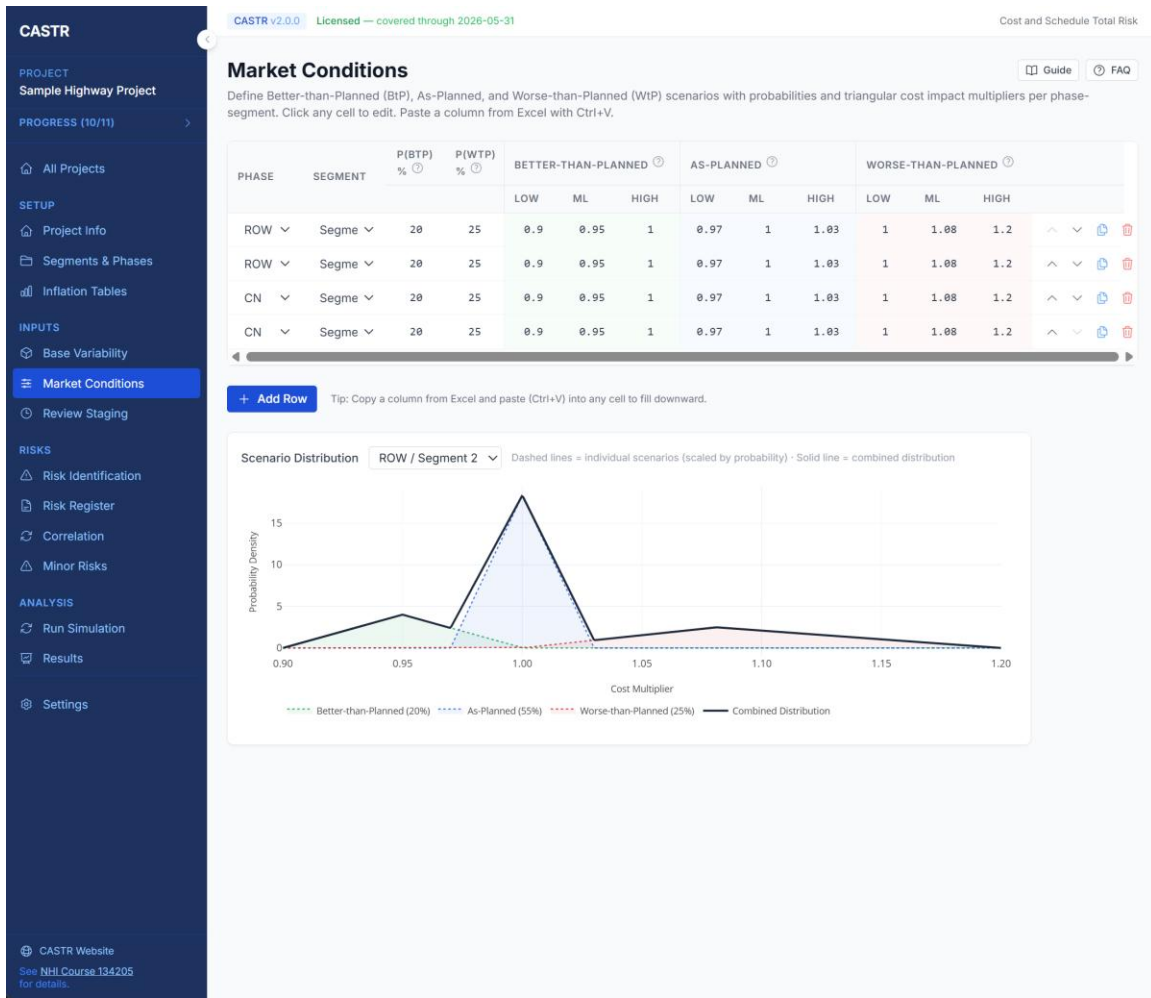 CASTR
CASTR v2.0.0 Licensed — covered through 2026-05-31
Cost and Schedule Total Risk
PROJECT
Sample Highway Project
PROGRESS (10/11)
All Projects
SETUP
Project Info
Segments & Phases
Inflation Tables
INPUTS
Base Variability
Market Conditions
Review Staging
RISKS
Risk Identification
Risk Register
Correlation
Minor Risks
ANALYSIS
Run Simulation
Results
Settings
CASTR Website
See NHI Course 134205
for details.
Market Conditions
Guide
FAQ
Define Better-than-Planned (BtP), As-Planned, and Worse-than-Planned (WtP) scenarios with probabilities and triangular cost impact multipliers per phase-
segment. Click any cell to edit. Paste a column from Excel with Ctrl+V.
PHASE SEGMENT P(BTP) % P(WTP) % BETTER-THAN-PLANNED AS-PLANNED WORSE-THAN-PLANNED
LOW ML HIGH LOW ML HIGH LOW ML HIGH
ROW Segme 20 25 0.9 0.95 1 0.97 1 1.03 1 1.08 1.2
ROW Segme 20 25 0.9 0.95 1 0.97 1 1.03 1 1.08 1.2
CN Segme 20 25 0.9 0.95 1 0.97 1 1.03 1 1.08 1.2
CN Segme 20 25 0.9 0.95 1 0.97 1 1.03 1 1.08 1.2
+ Add Row
Tip: Copy a column from Excel and paste (Ctrl+V) into any cell to fill downward.
Scenario Distribution ROW / Segment 2 Dashed lines = individual scenarios (scaled by probability) · Solid line = combined distribution
Probability Density
15
10
5
0
0.90 0.95 1.00 1.05 1.10 1.15 1.20
Cost Multiplier
Better-than-Planned (20%) As-Planned (55%) Worse-than-Planned (25%) Combined Distribution